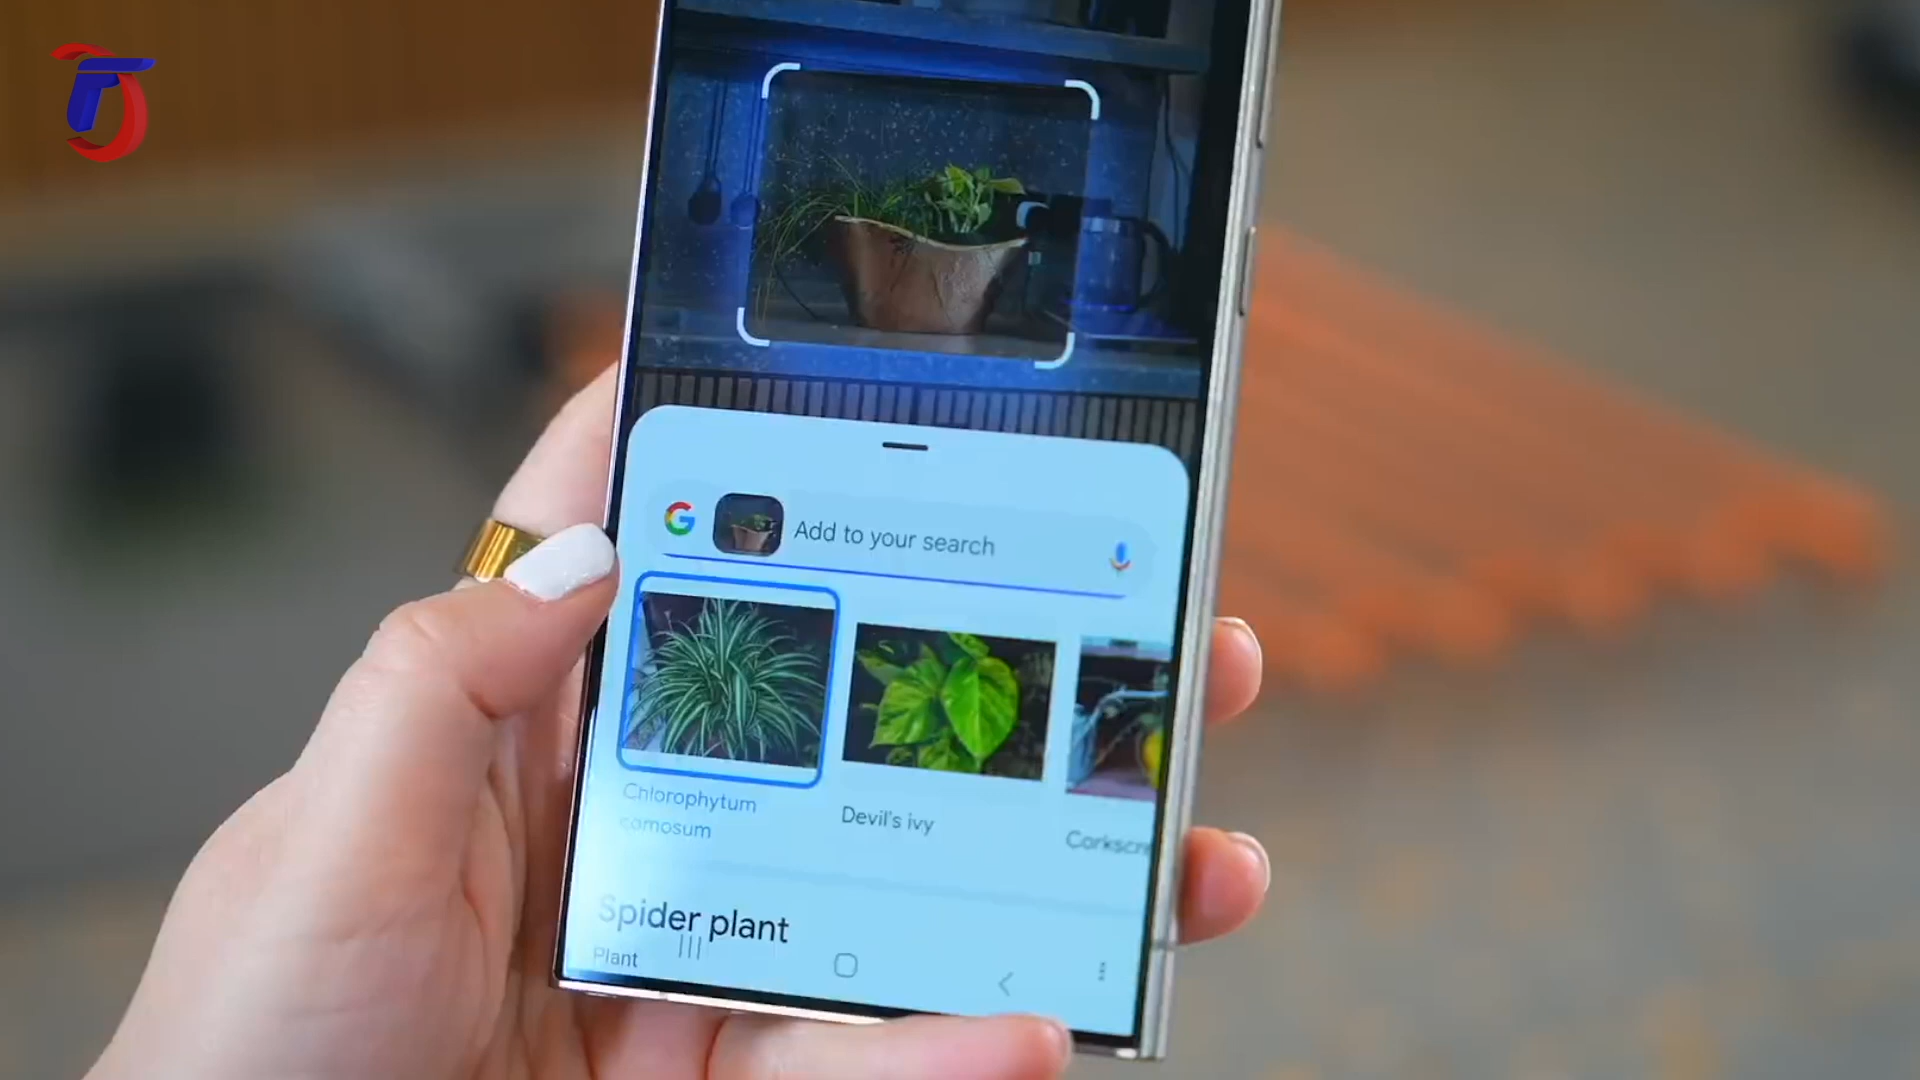 Add to your search
Chlorophytum
comosum
Devil's ivy
Spider plant
Plant